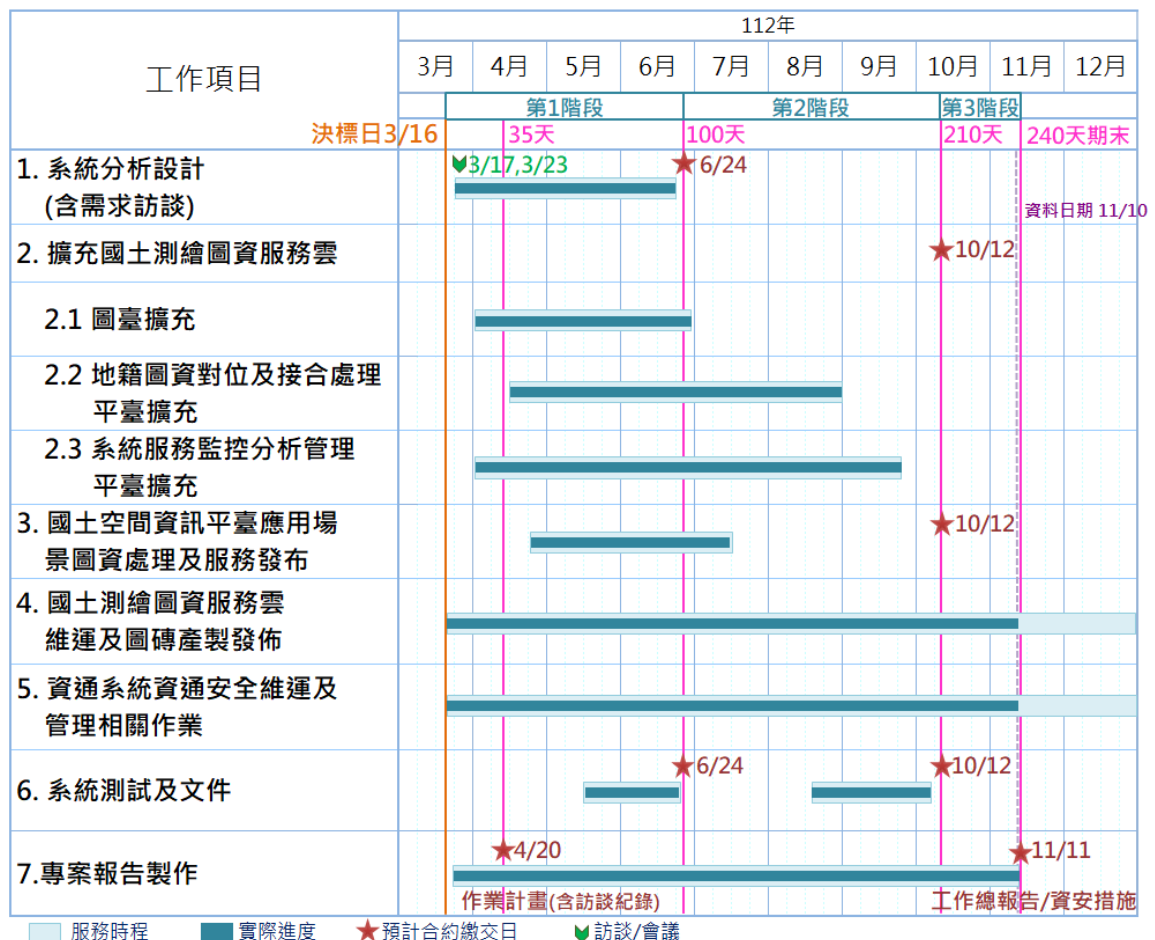 112年
工作項目
3月 4月 5月 6月 7月 8月 9月 10月 11月 12月
第1階段 第2階段 第3階段
決標日3/16 35天 100天 210天 240天期末
1. 系統分析設計
(含需求訪談)
3/17,3/23
6/24
資料日期 11/10
2. 擴充國土測繪圖資服務雲
10/12
2.1 圖臺擴充
2.2 地籍圖資對位及接合處理
平臺擴充
2.3 系統服務監控分析管理
平臺擴充
3. 國土空間資訊平臺應用場
景圖資處理及服務發布
10/12
4. 國土測繪圖資服務雲
維運及圖磚產製發佈
5. 資通系統資通安全維運及
管理相關作業
6. 系統測試及文件
6/24
10/12
7.專案報告製作
4/20
11/11
作業計畫(含訪談紀錄)
工作總報告/資安措施
服務時程 實際進度 預計合約繳交日 訪談/會議